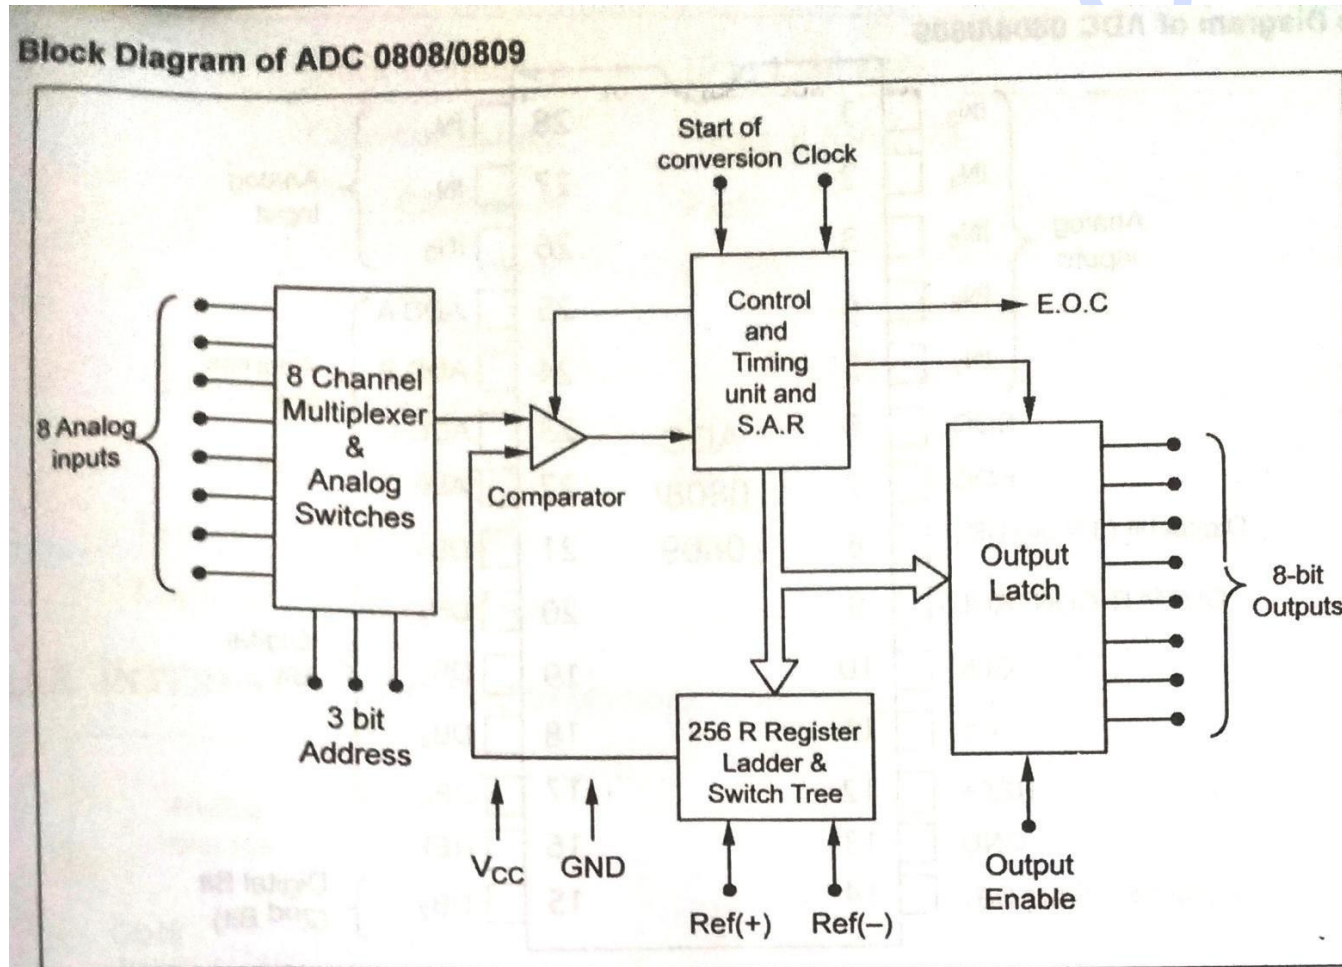 Block Diagram of ADC 0808/0809
Start of
conversion
Clock
Control
and
Timing
unit and
S.A.R
E.O.C
8 Analog
inputs
8 Channel
Multiplexer
&
Analog
Switches
Comparator
Output
Latch
8-bit
Outputs
3 bit
Address
256 R Register
Ladder &
Switch Tree
VCC
GND
Ref(+)
Ref(–)
Output
Enable